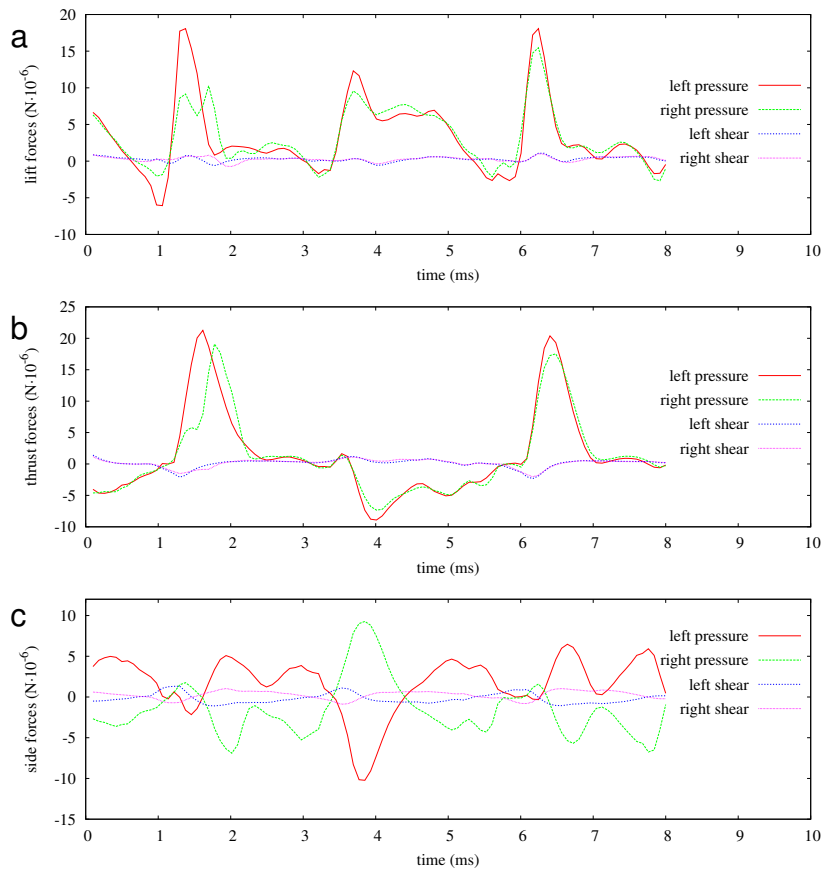 a
lift forces (N·10⁻⁶)
20
15
10
5
0
-5
-10
left pressure
right pressure
left shear
right shear
0 1 2 3 4 5 6 7 8 9 10
time (ms)
b
thrust forces (N·10⁻⁶)
25
20
15
10
5
0
-5
-10
left pressure
right pressure
left shear
right shear
0 1 2 3 4 5 6 7 8 9 10
time (ms)
c
side forces (N·10⁻⁶)
10
5
0
-5
-10
-15
left pressure
right pressure
left shear
right shear
0 1 2 3 4 5 6 7 8 9 10
time (ms)